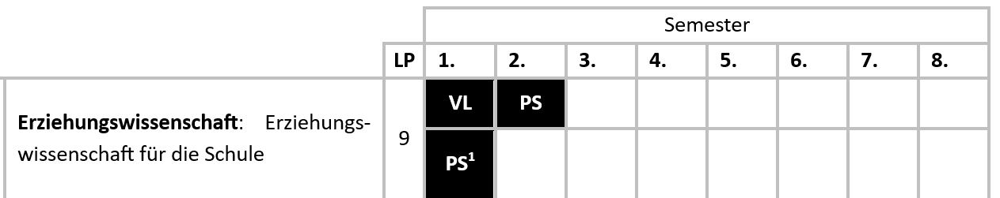 Semester
LP 1. 2. 3. 4. 5. 6. 7. 8.
VL PS
Erziehungswissenschaft: Erziehungs-
9
wissenschaft für die Schule
PS¹